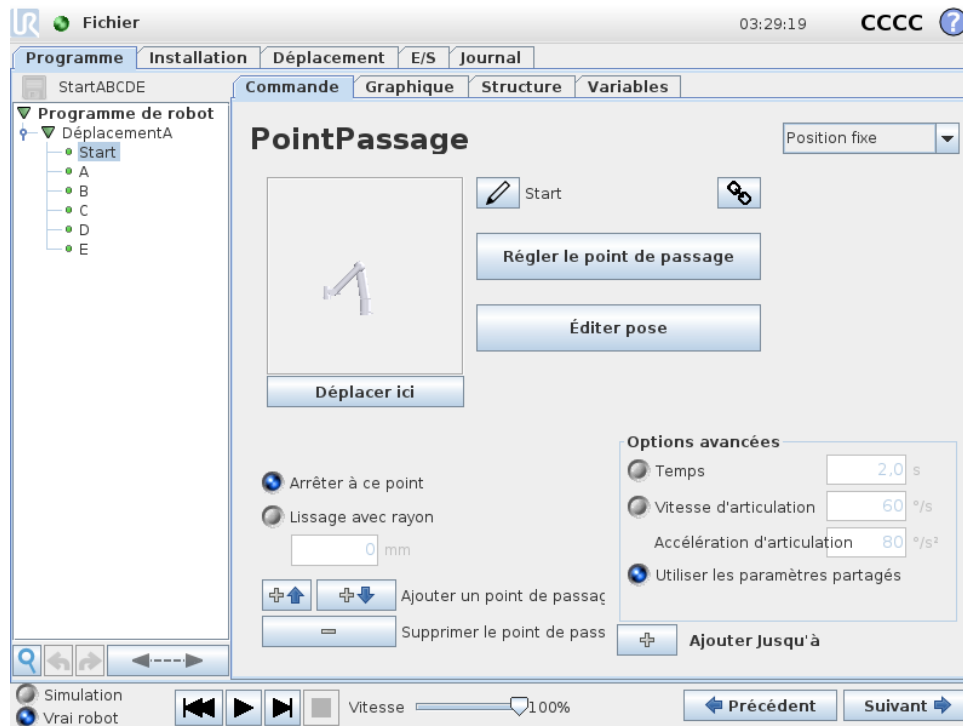 UR Fichier 03:29:19 CCCC ?
Programme Installation Déplacement E/S Journal
StartABCDE Commande Graphique Structure Variables
Programme de robot
DéplacementA
Start
A
B
C
D
E
PointPassage Position fixe
Start
Régler le point de passage
Éditer pose
Déplacer ici
Arrêter à ce point
Lissage avec rayon
0 mm
Ajouter un point de passag
Supprimer le point de pass
Options avancées
Temps 2,0 s
Vitesse d'articulation 60 °/s
Accélération d'articulation 80 °/s²
Utiliser les paramètres partagés
Ajouter Jusqu'à
Simulation
Vrai robot
Vitesse 100% Précédent Suivant